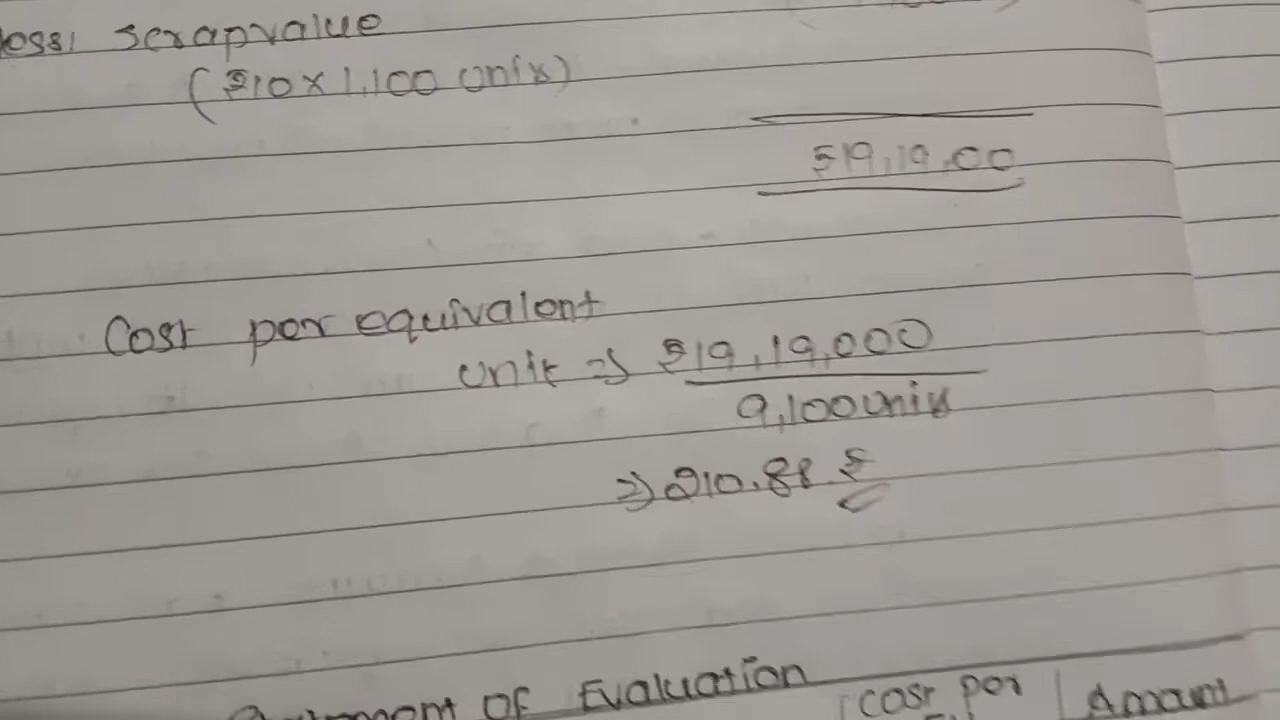 Less: Scrap value
(₹10 × 1,100 units)
₹19,19,00
Cost per equivalent
unit ⇒ ₹19,19,000
9,100 units
⇒ 210.88 ₹
of Evaluation
Cost per Amount